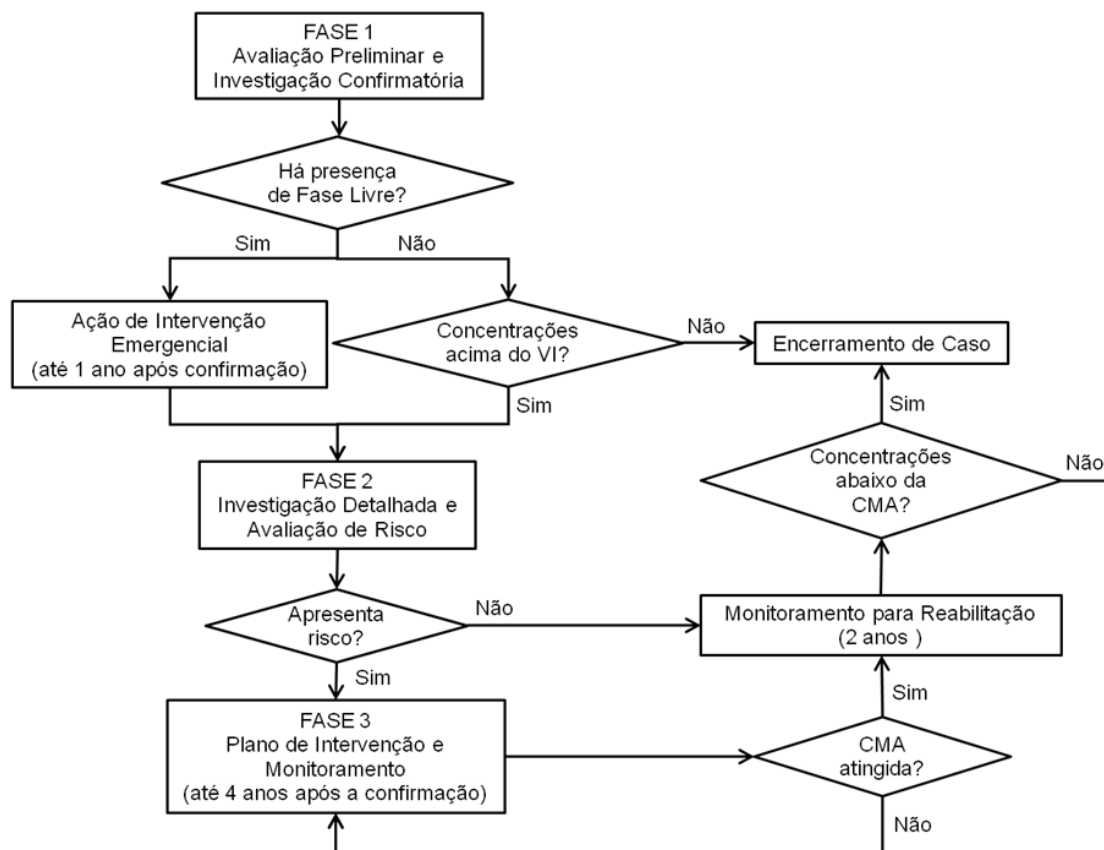 FASE 1
Avaliação Preliminar e
Investigação Confirmatória
Há presença
de Fase Livre?
Sim
Não
Ação de Intervenção
Emergencial
(até 1 ano após confirmação)
Concentrações
acima do VI?
Não
Encerramento de Caso
Sim
Sim
FASE 2
Investigação Detalhada e
Avaliação de Risco
Concentrações
abaixo da
CMA?
Não
Apresenta
risco?
Não
Monitoramento para Reabilitação
(2 anos )
Sim
Sim
FASE 3
Plano de Intervenção e
Monitoramento
(até 4 anos após a confirmação)
CMA
atingida?
Não